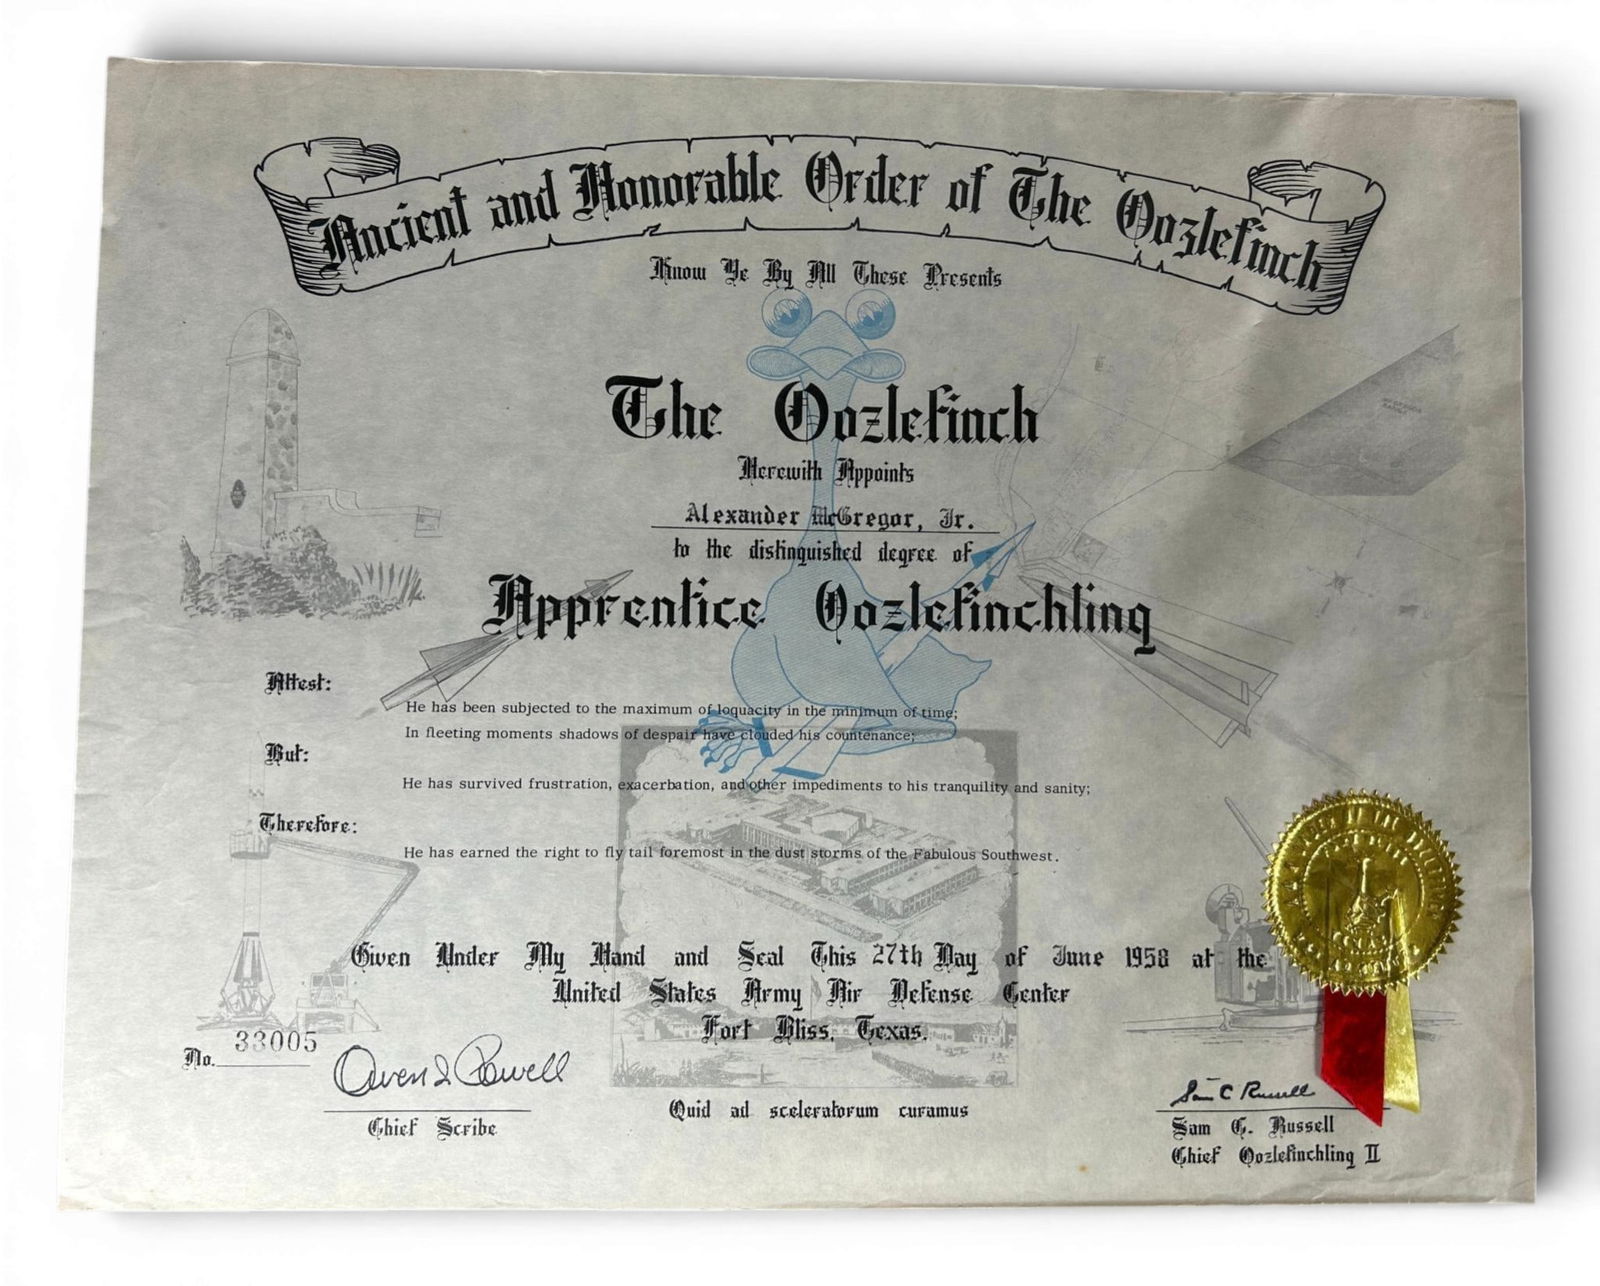 Ancient and Honorable Order of The Oozlefinch
Know Ye By All These Presents
The Oozlefinch
Herewith Appoints
Alexander McGregor, Jr.
to the distinguished degree of
Apprentice Oozlefinchling
Attest:
He has been subjected to the maximum of loquacity in the minimum of time;
In fleeting moments shadows of despair have clouded his countenance;
But:
He has survived frustration, exacerbation, and other impediments to his tranquility and sanity;
Therefore:
He has earned the right to fly tail foremost in the dust storms of the Fabulous Southwest.
Given Under My Hand and Seal This 27th Day of June 1958 at the
United States Army Air Defense Center
Fort Bliss, Texas.
No. 33005
Owen J Powell
Chief Scribe
Quid ad sceleratorum curamus
Sam C Russell
Sam C. Russell
Chief Oozlefinchling II